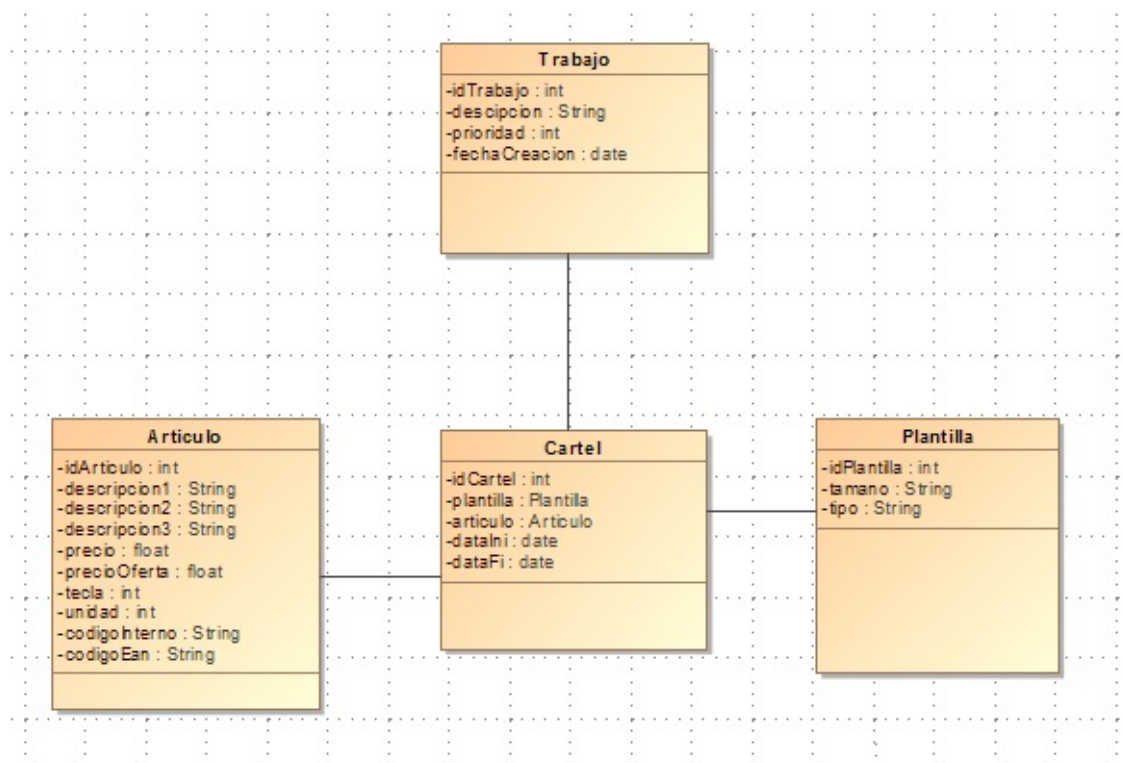 Trabajo
-idTrabajo : int
-descipcion : String
-prioridad : int
-fechaCreacion : date
Articulo
-idArticulo : int
-descripcion1 : String
-descripcion2 : String
-descripcion3 : String
-precio : float
-precioOferta : float
-tecla : int
-unidad : int
-codigoInterno : String
-codigoEan : String
Cartel
-idCartel : int
-plantilla : Plantilla
-articulo : Articulo
-dataIni : date
-dataFi : date
Plantilla
-idPlantilla : int
-tamano : String
-tipo : String